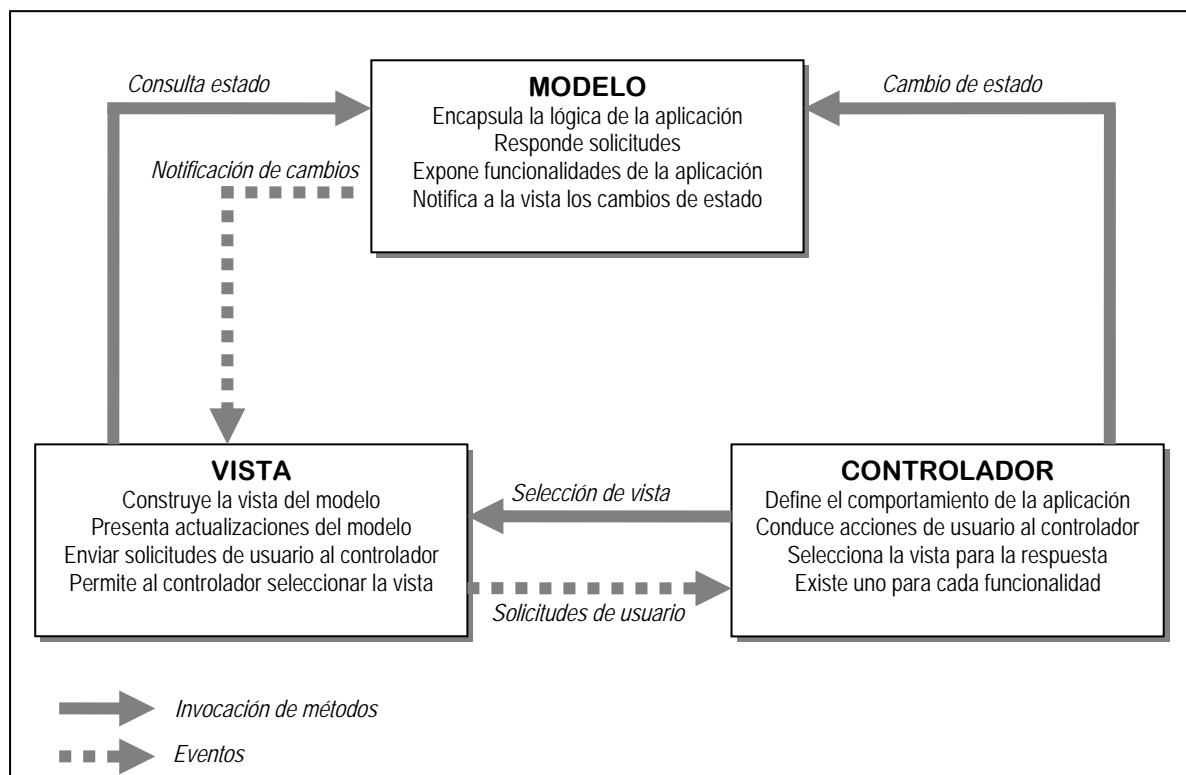 Consulta estado
MODELO
Encapsula la lógica de la aplicación
Responde solicitudes
Expone funcionalidades de la aplicación
Notifica a la vista los cambios de estado
Cambio de estado
Notificación de cambios
VISTA
Construye la vista del modelo
Presenta actualizaciones del modelo
Enviar solicitudes de usuario al controlador
Permite al controlador seleccionar la vista
Selección de vista
Solicitudes de usuario
CONTROLADOR
Define el comportamiento de la aplicación
Conduce acciones de usuario al controlador
Selecciona la vista para la respuesta
Existe uno para cada funcionalidad
Invocación de métodos
Eventos